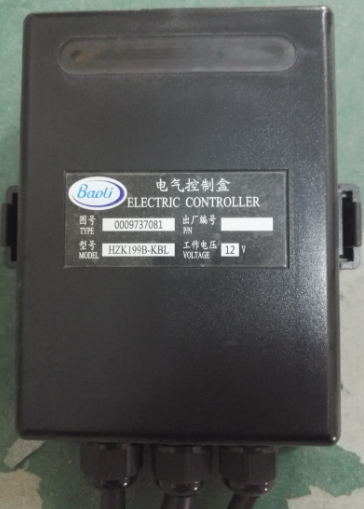 Baoli
电气控制盒
ELECTRIC CONTROLLER
图号 0009737081 出厂编号
TYPE P/N
型号 HZK199B-KBL 工作电压 12 V
MODEL VOLTAGE